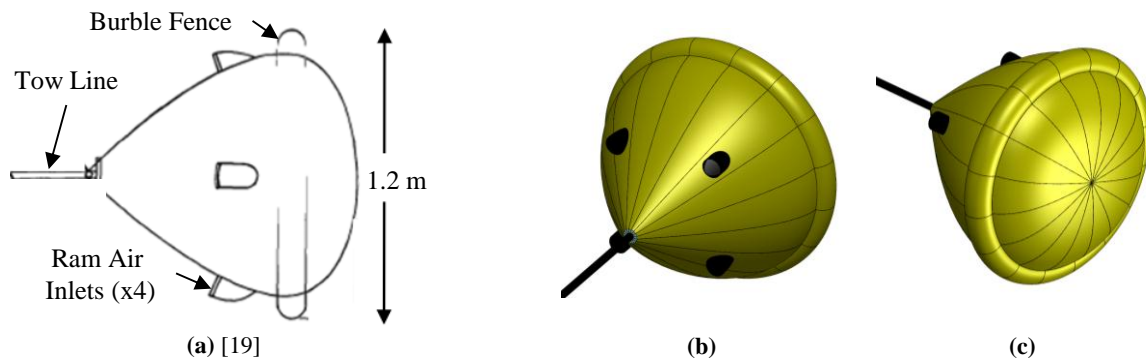 Burble Fence
Tow Line
1.2 m
Ram Air
Inlets (x4)
(a) [19]
(b)
(c)